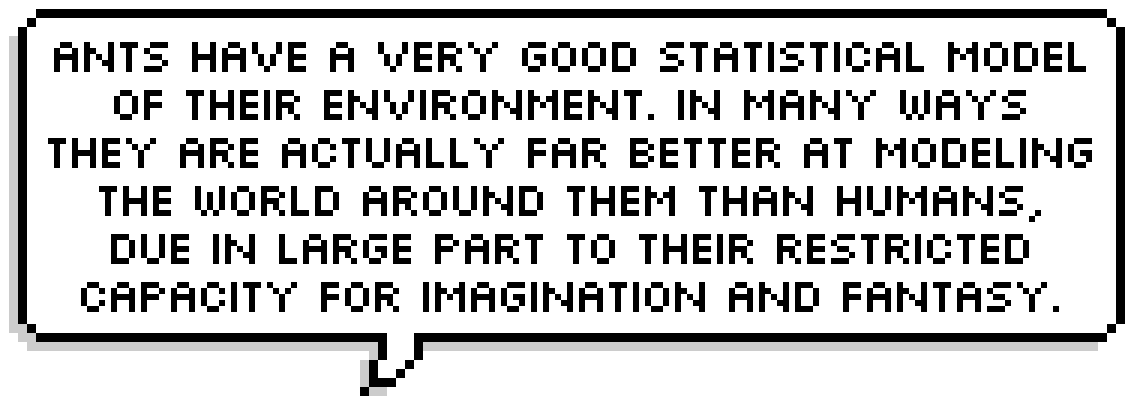 ANTS HAVE A VERY GOOD STATISTICAL MODEL
OF THEIR ENVIRONMENT. IN MANY WAYS
THEY ARE ACTUALLY FAR BETTER AT MODELING
THE WORLD AROUND THEM THAN HUMANS,
DUE IN LARGE PART TO THEIR RESTRICTED
CAPACITY FOR IMAGINATION AND FANTASY.